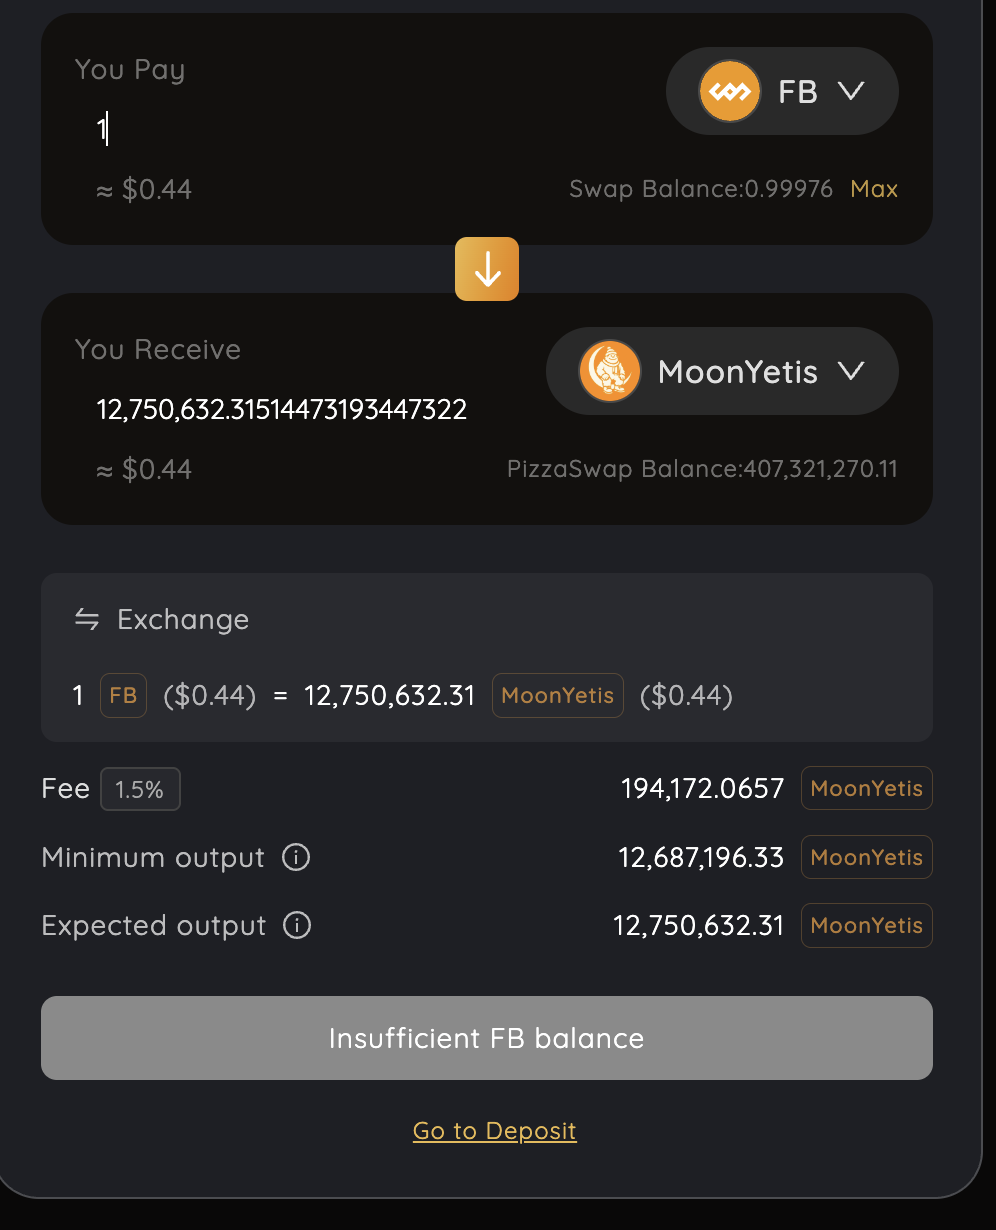 You Pay
FB
1
≈ $0.44
Swap Balance:0.99976 Max
You Receive
MoonYetis
12,750,632.31514473193447322
≈ $0.44
PizzaSwap Balance:407,321,270.11
Exchange
1 FB ($0.44) = 12,750,632.31 MoonYetis ($0.44)
Fee 1.5% 194,172.0657 MoonYetis
Minimum output 12,687,196.33 MoonYetis
Expected output 12,750,632.31 MoonYetis
Insufficient FB balance
Go to Deposit